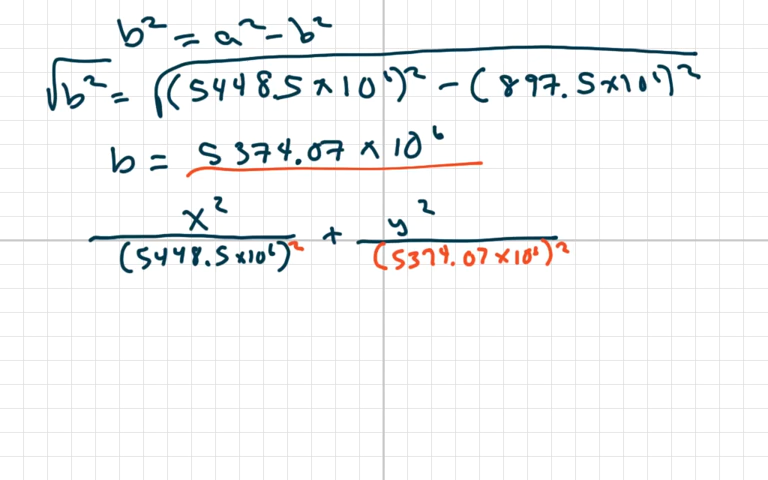 b² = a² - b²
√b² = √(5448.5 × 10⁶)² - (897.5 × 10⁶)²
b = 5374.07 × 10⁶
x² / (5448.5 × 10⁶)² + y² / (5374.07 × 10⁶)²